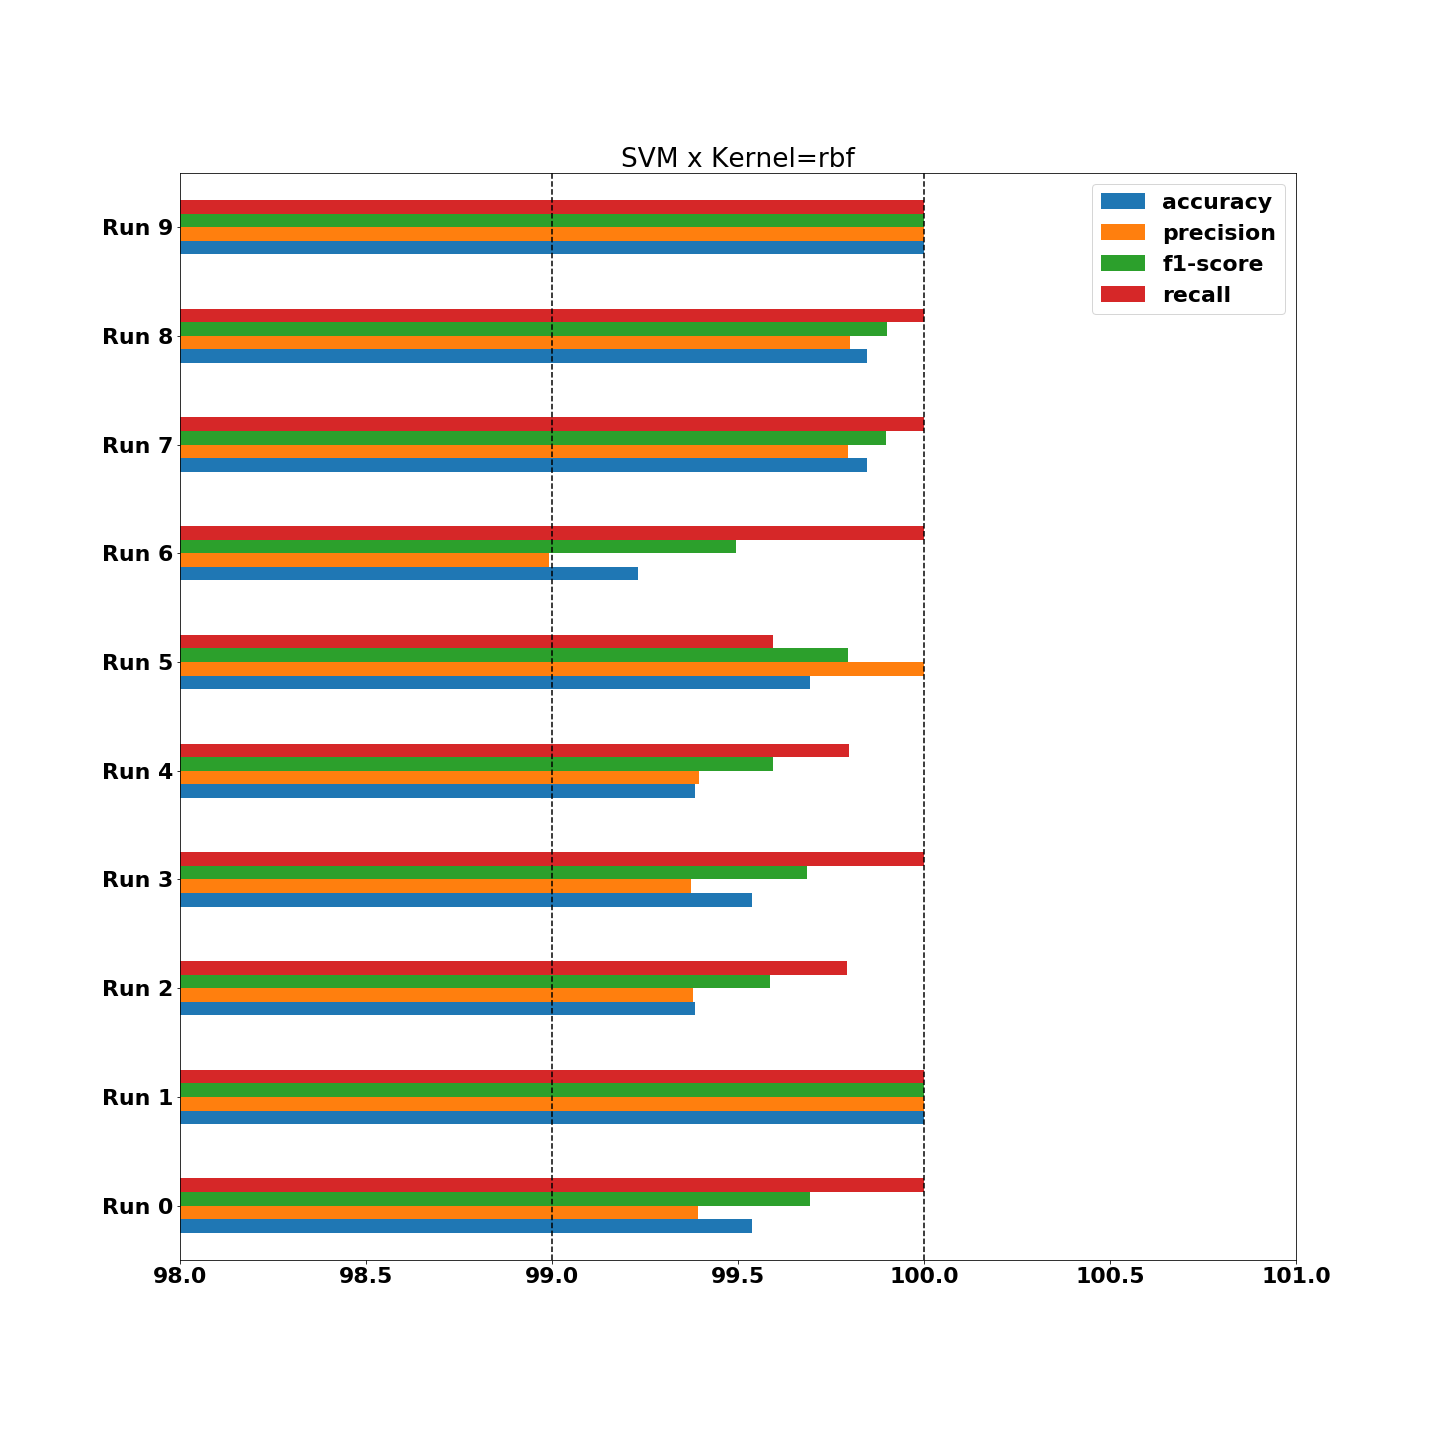 SVM x Kernel=rbf
accuracy
precision
f1-score
recall
Run 9
Run 8
Run 7
Run 6
Run 5
Run 4
Run 3
Run 2
Run 1
Run 0
98.0 98.5 99.0 99.5 100.0 100.5 101.0